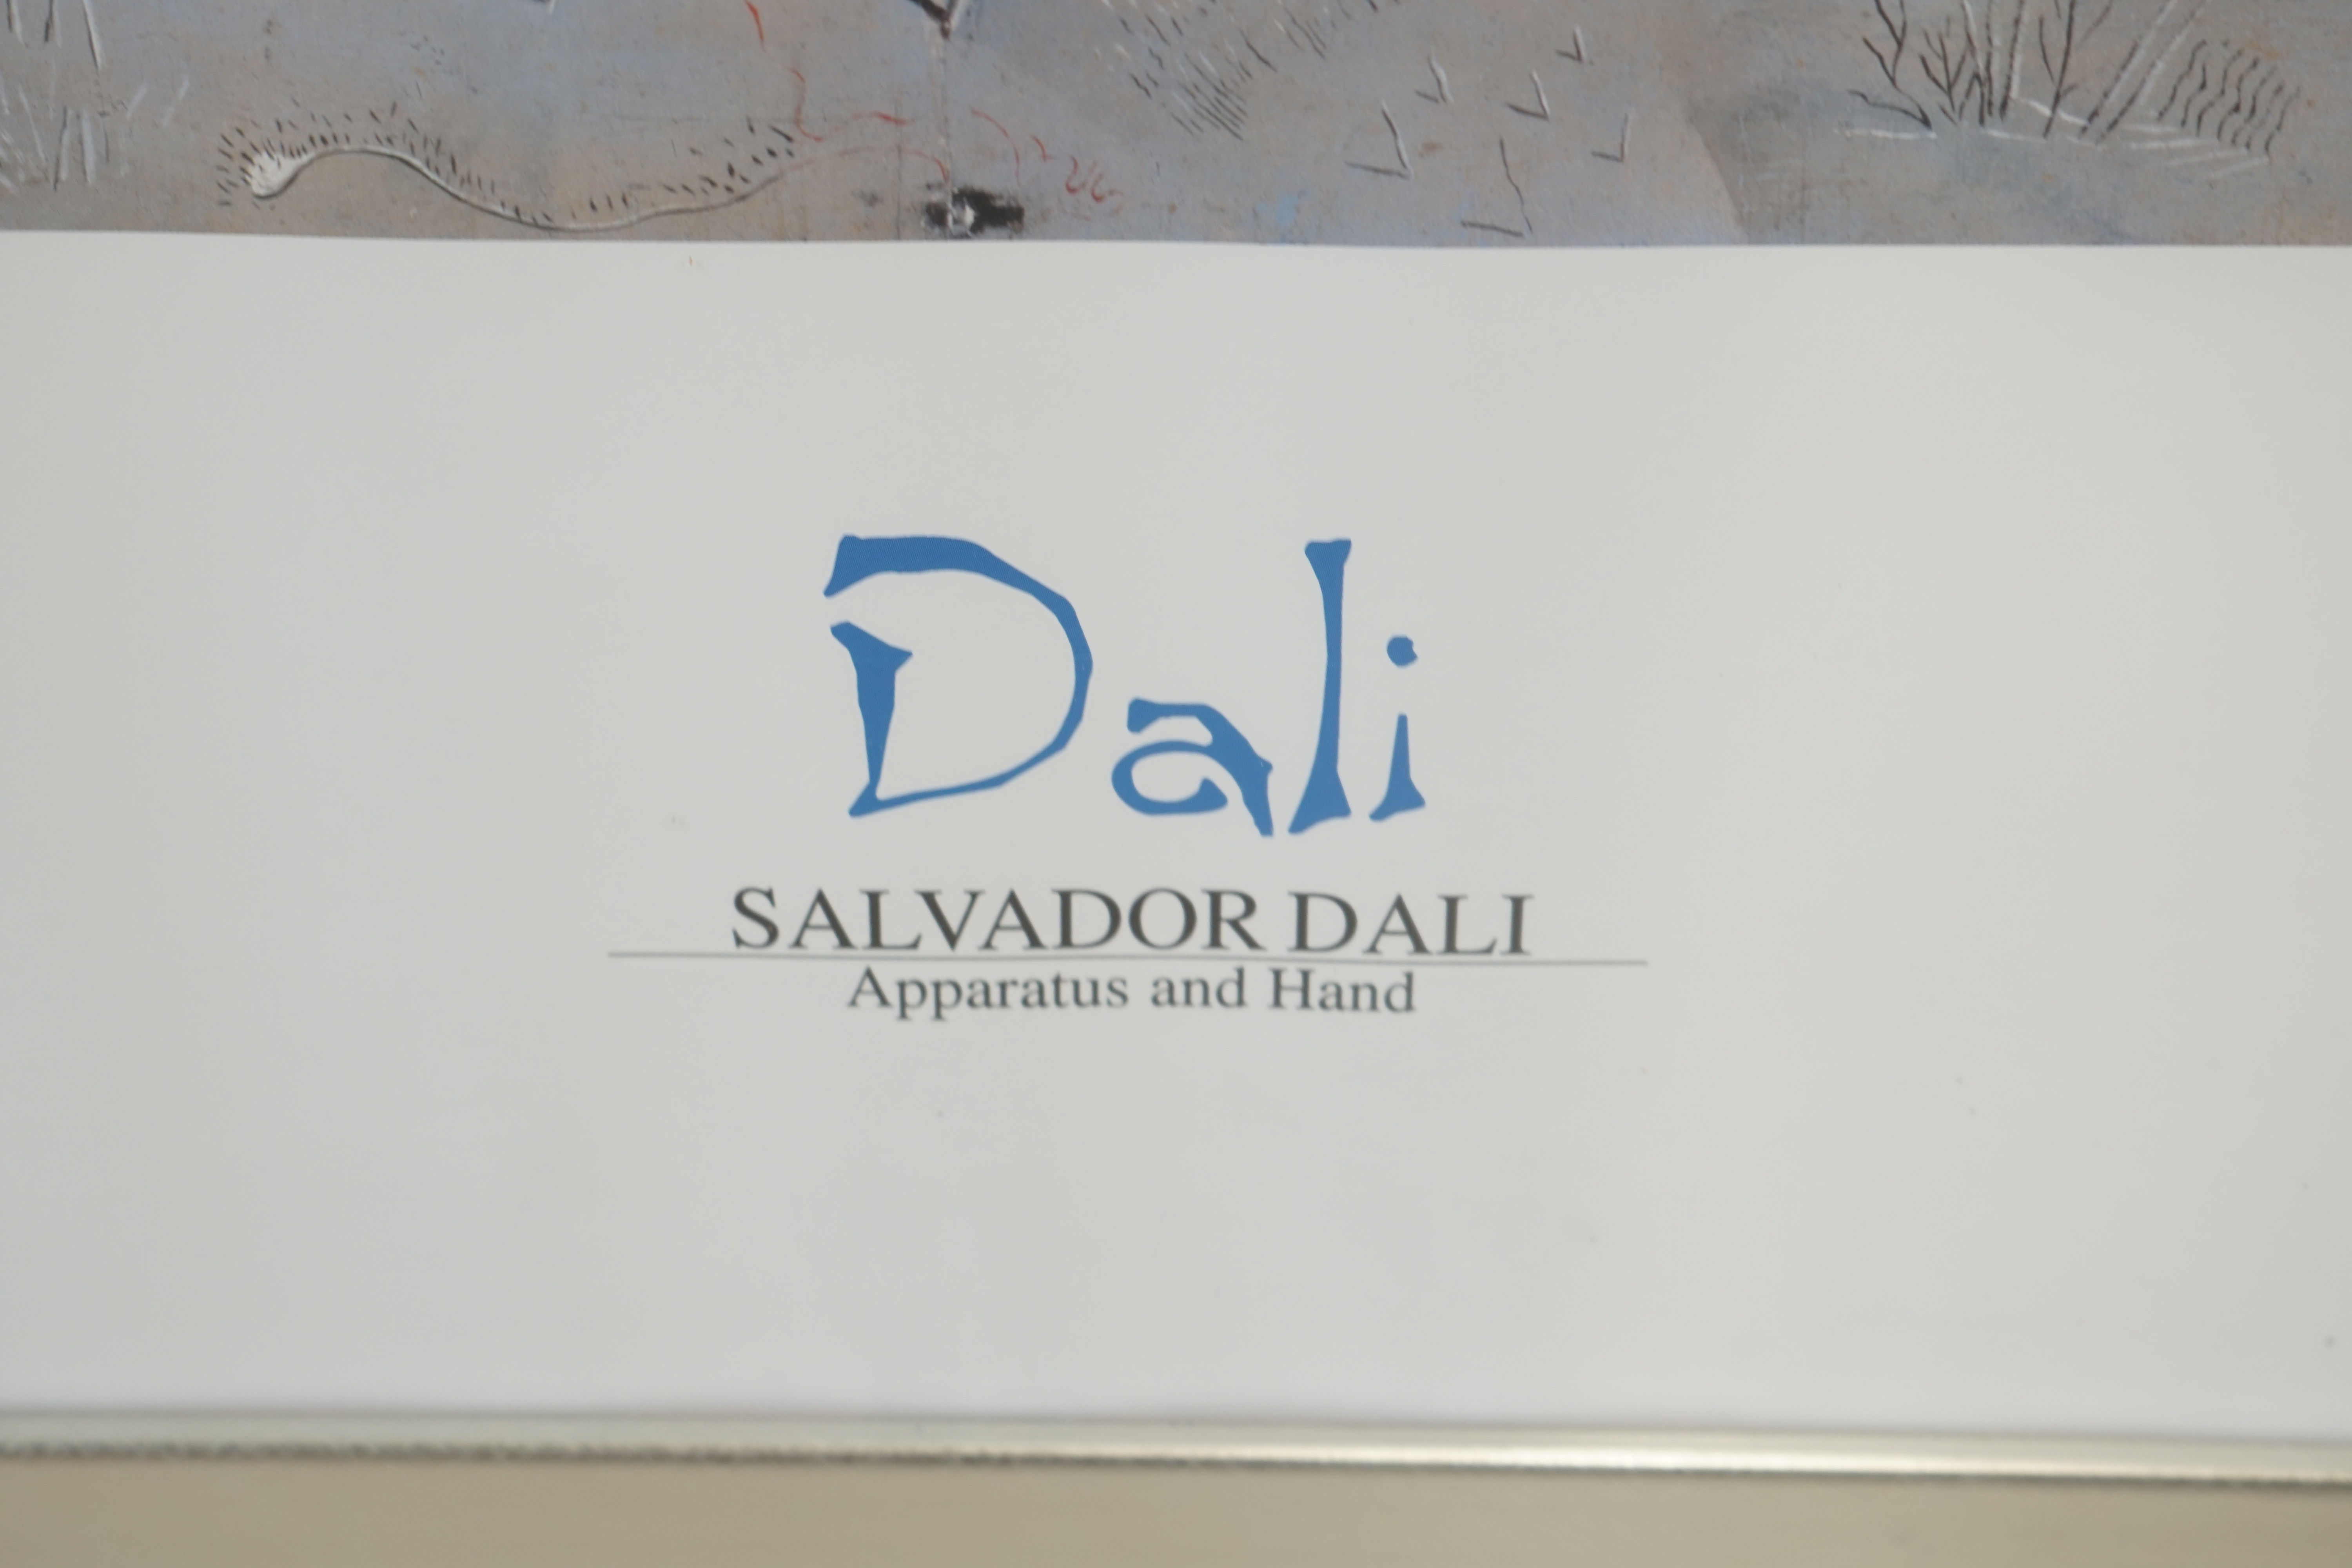 Dali
SALVADOR DALI
Apparatus and Hand